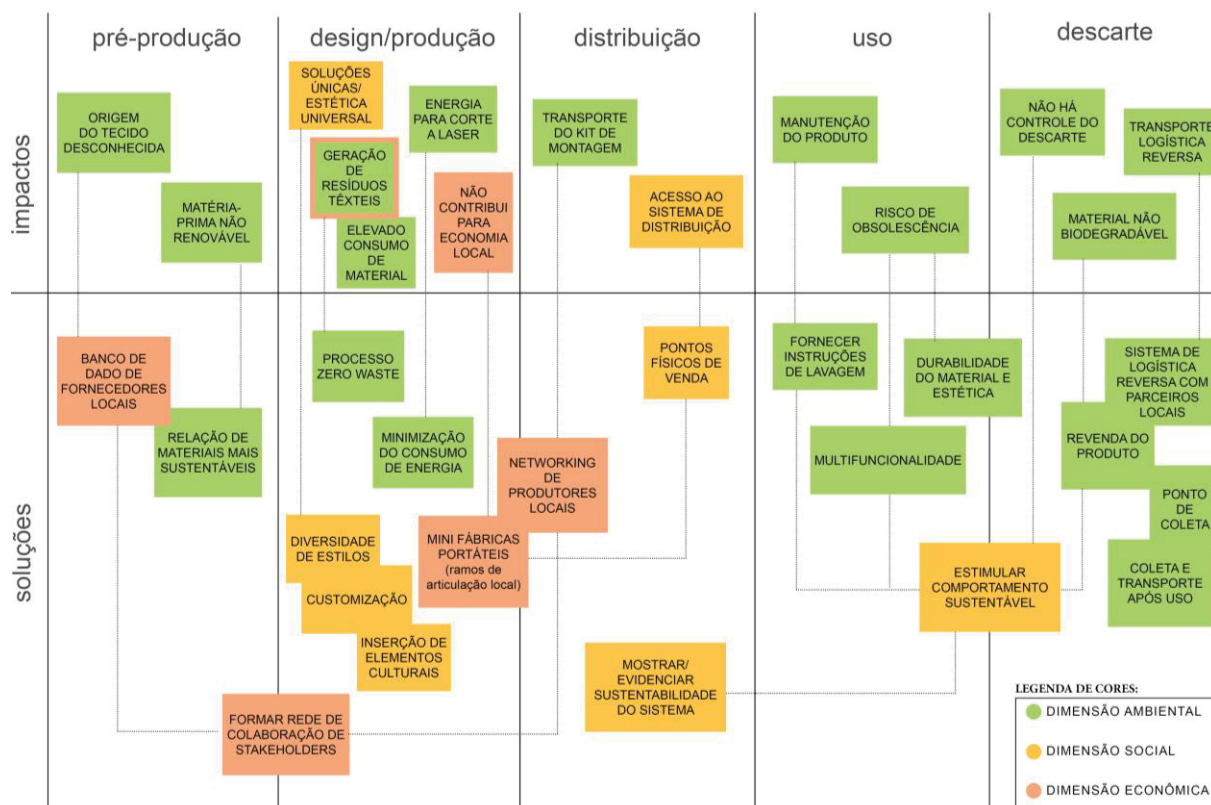 pré-produção
design/produção
distribuição
uso
descarte
impactos
ORIGEM
DO TECIDO
DESCONHECIDA
MATÉRIA-
PRIMA NÃO
RENOVÁVEL
SOLUÇÕES
ÚNICAS/
ESTÉTICA
UNIVERSAL
GERAÇÃO
DE
RESÍDUOS
TÊXTEIS
ELEVADO
CONSUMO
DE
MATERIAL
ENERGIA
PARA CORTE
A LASER
NÃO
CONTRIBUI
PARA
ECONOMIA
LOCAL
TRANSPORTE
DO KIT DE
MONTAGEM
ACESSO AO
SISTEMA DE
DISTRIBUIÇÃO
MANUTENÇÃO
DO PRODUTO
RISCO DE
OBSOLESCÊNCIA
NÃO HÁ
CONTROLE DO
DESCARTE
TRANSPORTE
LOGÍSTICA
REVERSA
MATERIAL NÃO
BIODEGRADÁVEL
soluções
BANCO DE
DADO DE
FORNECEDORES
LOCAIS
RELAÇÃO DE
MATERIAIS MAIS
SUSTENTÁVEIS
PROCESSO
ZERO WASTE
MINIMIZAÇÃO
DO CONSUMO
DE ENERGIA
DIVERSIDADE
DE ESTILOS
CUSTOMIZAÇÃO
INSERÇÃO DE
ELEMENTOS
CULTURAIS
NETWORKING
DE
PRODUTORES
LOCAIS
MINI FÁBRICAS
PORTÁTEIS
(ramos de
articulação local)
FORMAR REDE DE
COLABORAÇÃO DE
STAKEHOLDERS
PONTOS
FÍSICOS DE
VENDA
MOSTRAR/
EVIDENCIAR
SUSTENTABILIDADE
DO SISTEMA
FORNECER
INSTRUÇÕES
DE LAVAGEM
DURABILIDADE
DO MATERIAL E
ESTÉTICA
MULTIFUNCIONALIDADE
ESTIMULAR
COMPORTAMENTO
SUSTENTÁVEL
SISTEMA DE
LOGÍSTICA
REVERSA COM
PARCEIROS
LOCAIS
REVENDA DO
PRODUTO
PONTO
DE
COLETA
COLETA E
TRANSPORTE
APÓS USO
LEGENDA DE CORES:
DIMENSÃO AMBIENTAL
DIMENSÃO SOCIAL
DIMENSÃO ECONÔMICA